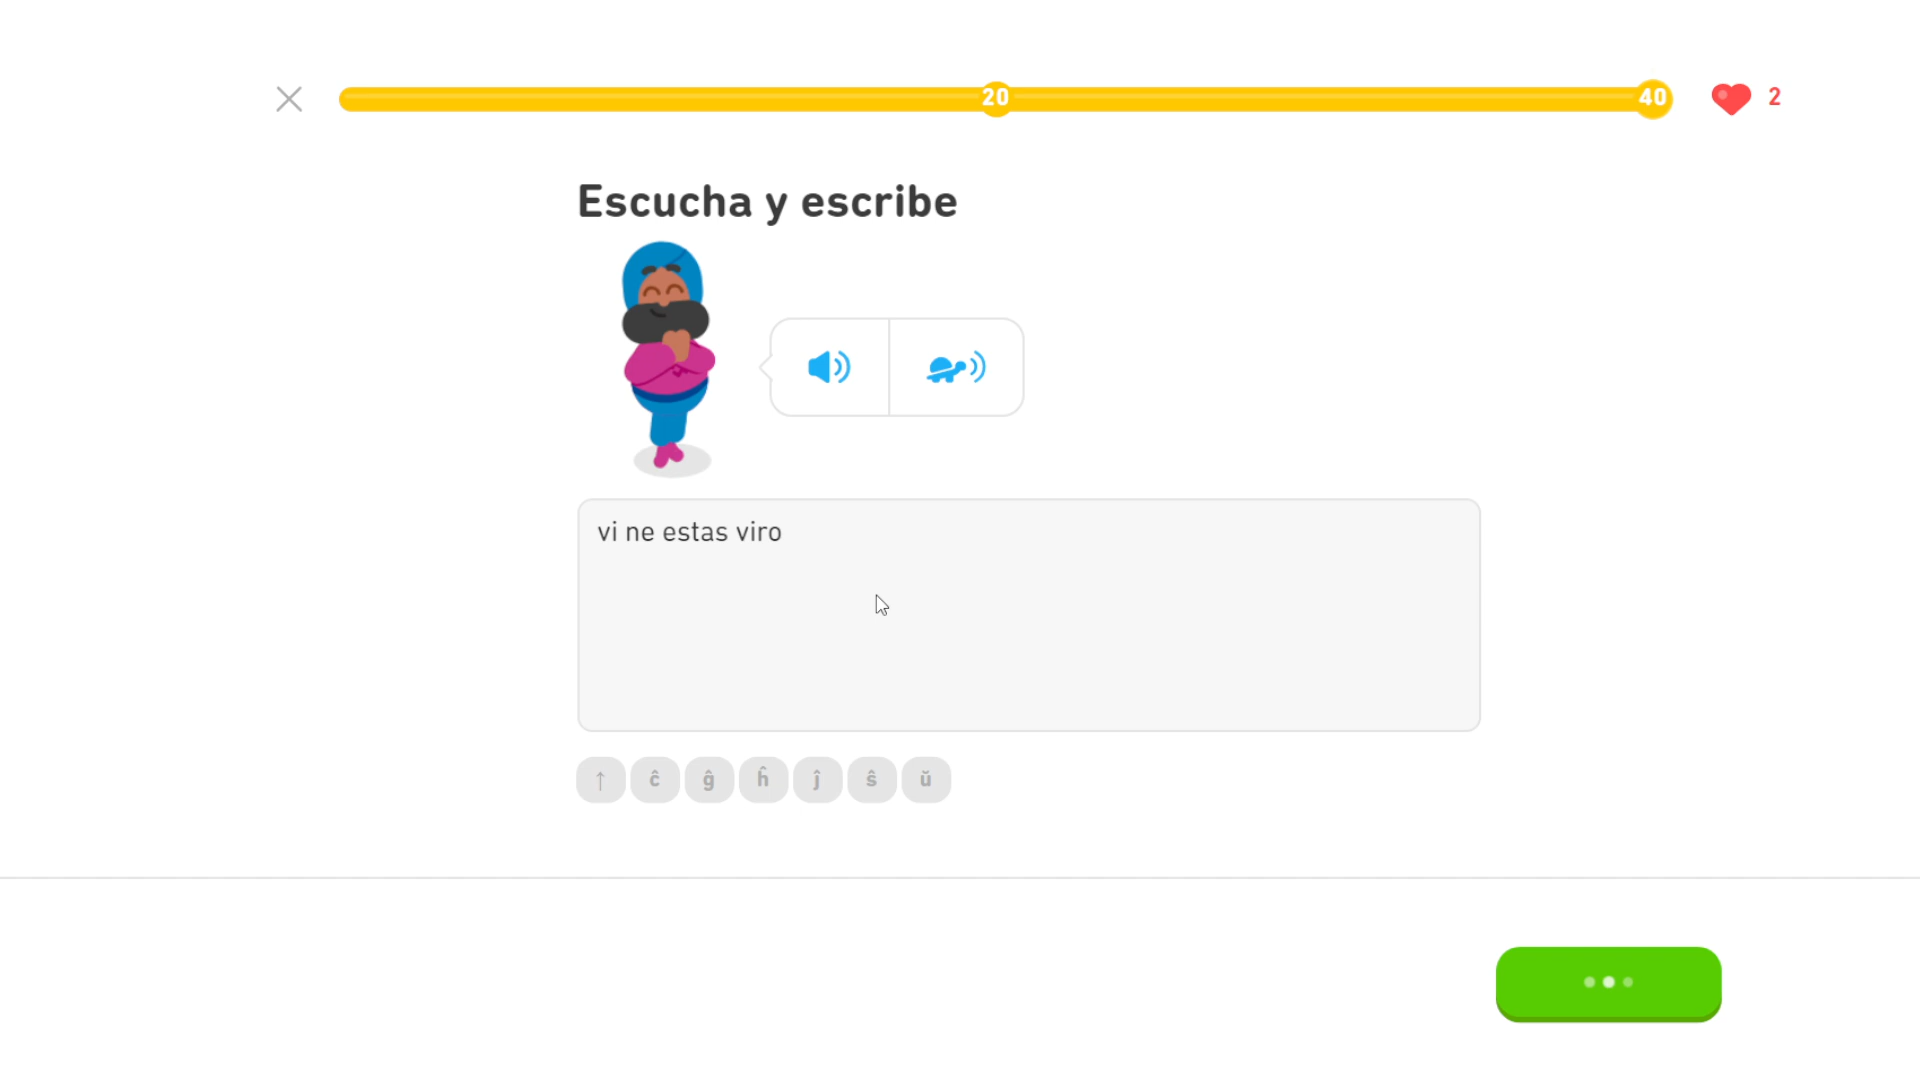 20
40
2
Escucha y escribe
vi ne estas viro
↑ ĉ ĝ ĥ ĵ ŝ ŭ